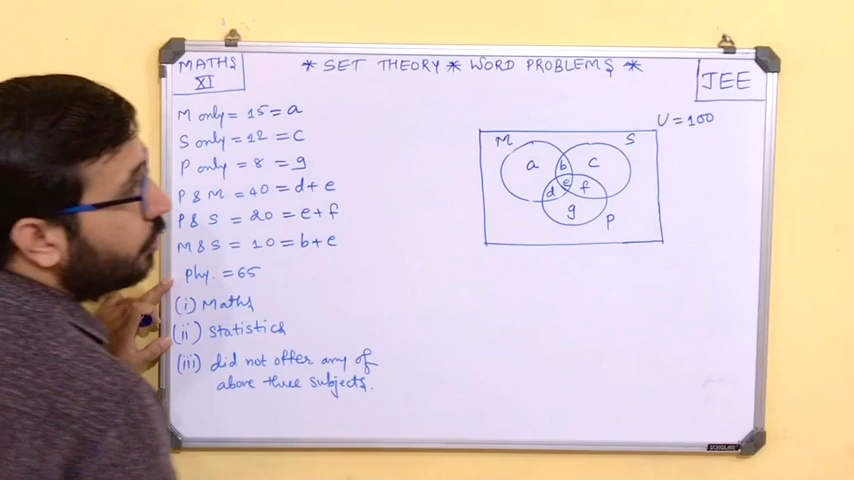 MATHS
XI
* SET THEORY * WORD PROBLEMS *
JEE
M only = 15 = a
S only = 12 = c
P only = 8 = g
P & M = 40 = d+e
P & S = 20 = e+f
M & S = 10 = b+e
Phy. = 65
(i) Maths
(ii) Statistics
(iii) did not offer any of
above three subjects.
U = 100
M
S
a
b
c
d
e
f
g
P
SCHOLAR